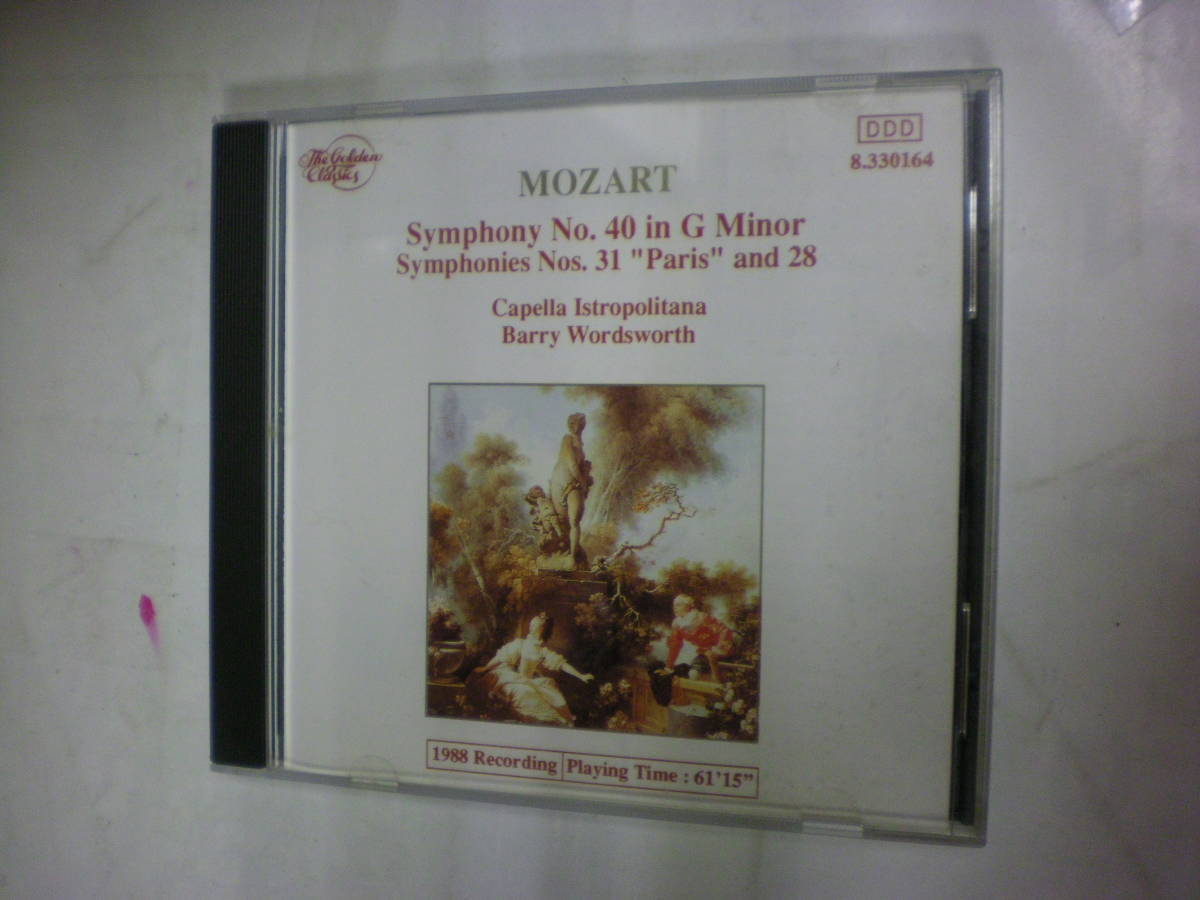 The Golden
Classics
DDD
8.330164
MOZART
Symphony No. 40 in G Minor
Symphonies Nos. 31 "Paris" and 28
Capella Istropolitana
Barry Wordsworth
1988 Recording Playing Time : 61'15”